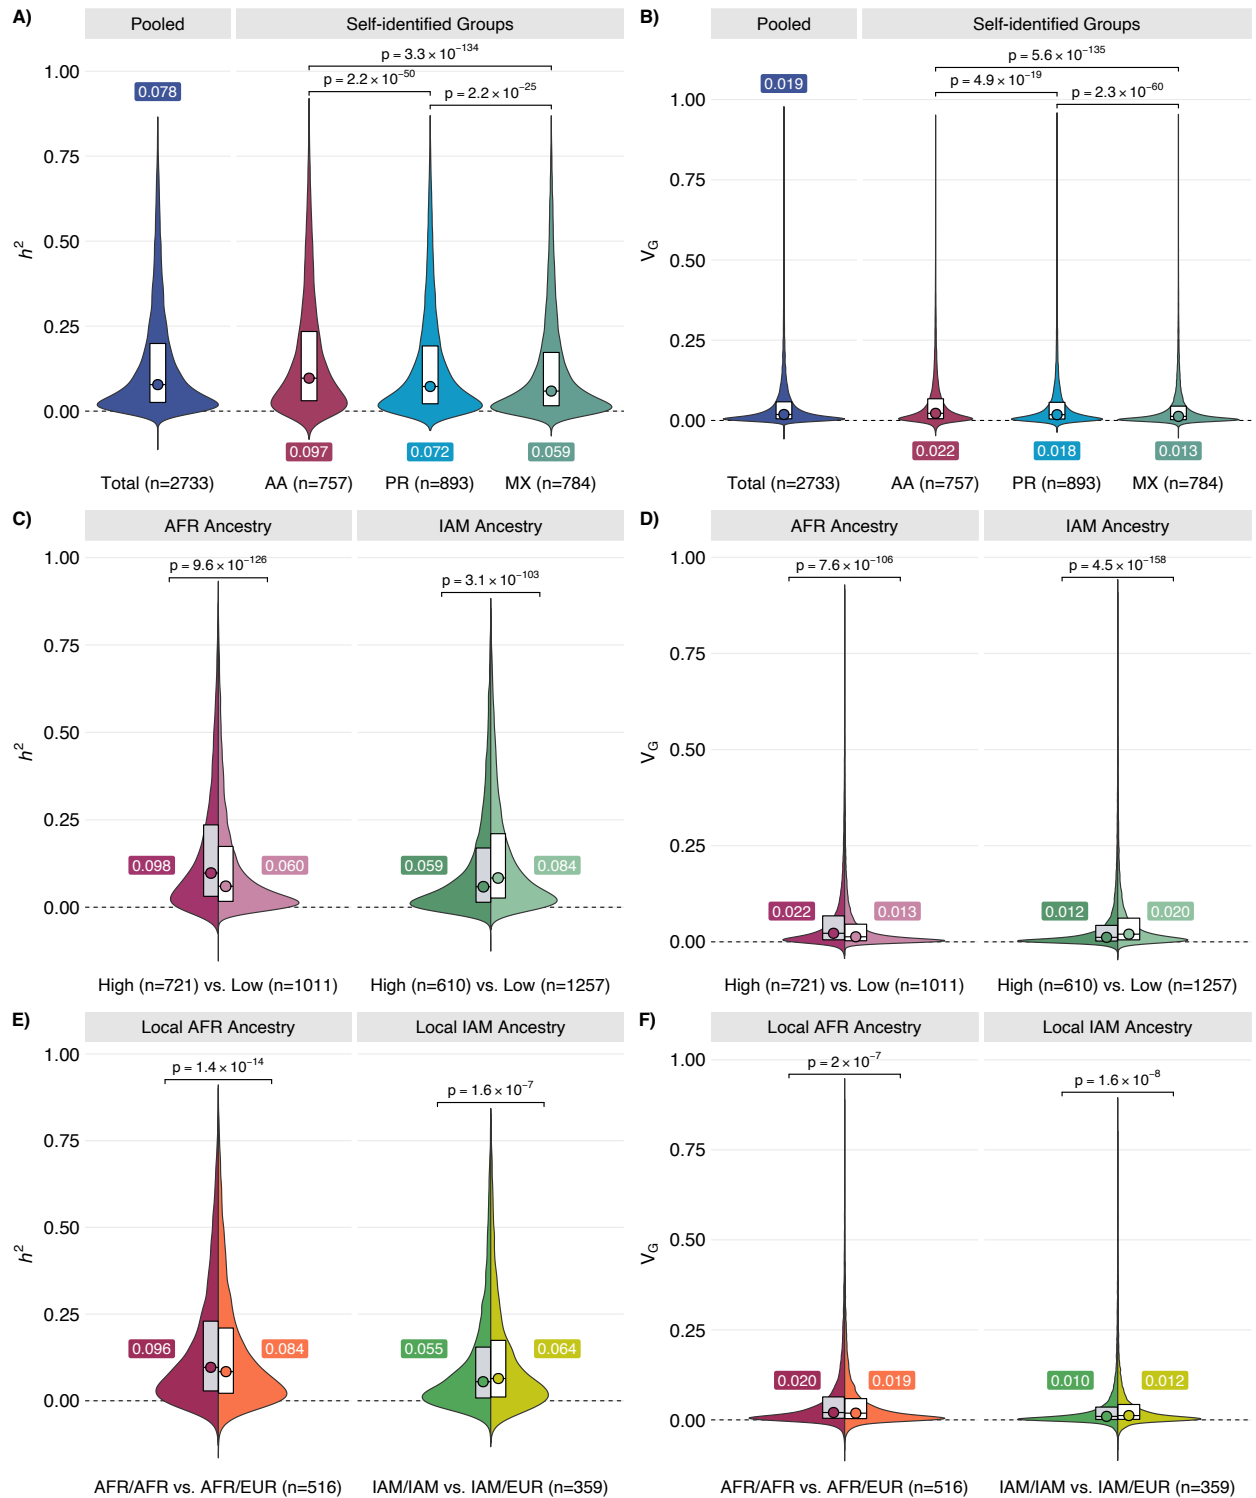 A)
Pooled
Self-identified Groups
p = 3.3 × 10⁻¹³⁴
p = 2.2 × 10⁻⁵⁰
p = 2.2 × 10⁻²⁵
0.078
1.00
0.75
0.50
0.25
0.00
h²
0.097
0.072
0.059
Total (n=2733)
AA (n=757)
PR (n=893)
MX (n=784)
B)
Pooled
Self-identified Groups
p = 5.6 × 10⁻¹³⁵
p = 4.9 × 10⁻¹⁹
p = 2.3 × 10⁻⁶⁰
0.019
1.00
0.75
0.50
0.25
0.00
V_G
0.022
0.018
0.013
Total (n=2733)
AA (n=757)
PR (n=893)
MX (n=784)
C)
AFR Ancestry
IAM Ancestry
p = 9.6 × 10⁻¹²⁶
p = 3.1 × 10⁻¹⁰³
1.00
0.75
0.50
0.25
0.00
h²
0.098
0.060
0.059
0.084
High (n=721) vs. Low (n=1011)
High (n=610) vs. Low (n=1257)
D)
AFR Ancestry
IAM Ancestry
p = 7.6 × 10⁻¹⁰⁶
p = 4.5 × 10⁻¹⁵⁸
1.00
0.75
0.50
0.25
0.00
V_G
0.022
0.013
0.012
0.020
High (n=721) vs. Low (n=1011)
High (n=610) vs. Low (n=1257)
E)
Local AFR Ancestry
Local IAM Ancestry
p = 1.4 × 10⁻¹⁴
p = 1.6 × 10⁻⁷
1.00
0.75
0.50
0.25
0.00
h²
0.096
0.084
0.055
0.064
AFR/AFR vs. AFR/EUR (n=516)
IAM/IAM vs. IAM/EUR (n=359)
F)
Local AFR Ancestry
Local IAM Ancestry
p = 2 × 10⁻⁷
p = 1.6 × 10⁻⁸
1.00
0.75
0.50
0.25
0.00
V_G
0.020
0.019
0.010
0.012
AFR/AFR vs. AFR/EUR (n=516)
IAM/IAM vs. IAM/EUR (n=359)